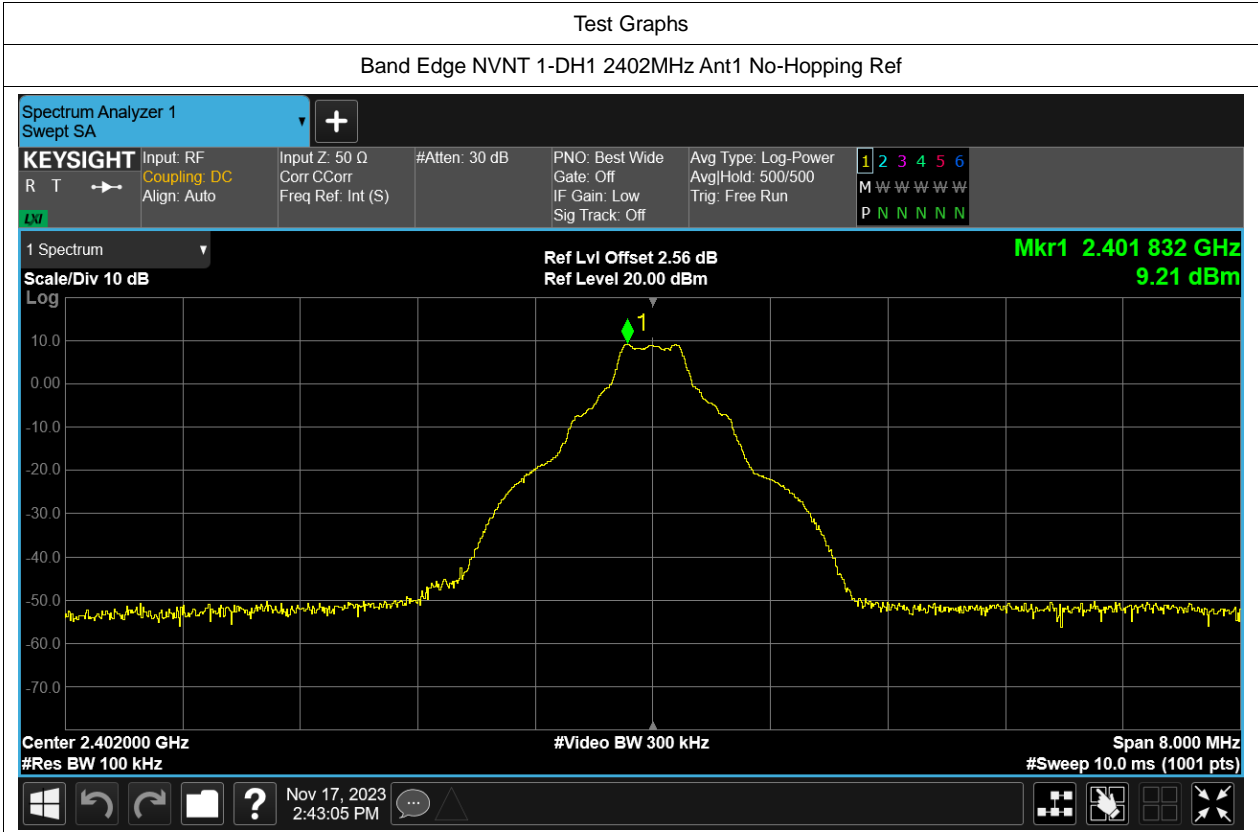 Test Graphs
Band Edge NVNT 1-DH1 2402MHz Ant1 No-Hopping Ref
Spectrum Analyzer 1
Swept SA
KEYSIGHT Input: RF Input Z: 50 Ω #Atten: 30 dB PNO: Best Wide Avg Type: Log-Power 1 2 3 4 5 6
R T Coupling: DC Corr CCorr Gate: Off Avg|Hold: 500/500 M W W W W W
Align: Auto Freq Ref: Int (S) IF Gain: Low Trig: Free Run
LXI Sig Track: Off P N N N N N
1 Spectrum Ref Lvl Offset 2.56 dB Mkr1 2.401 832 GHz
Scale/Div 10 dB Ref Level 20.00 dBm 9.21 dBm
Log
1
10.0
0.00
-10.0
-20.0
-30.0
-40.0
-50.0
-60.0
-70.0
Center 2.402000 GHz #Video BW 300 kHz Span 8.000 MHz
#Res BW 100 kHz #Sweep 10.0 ms (1001 pts)
? Nov 17, 2023
2:43:05 PM